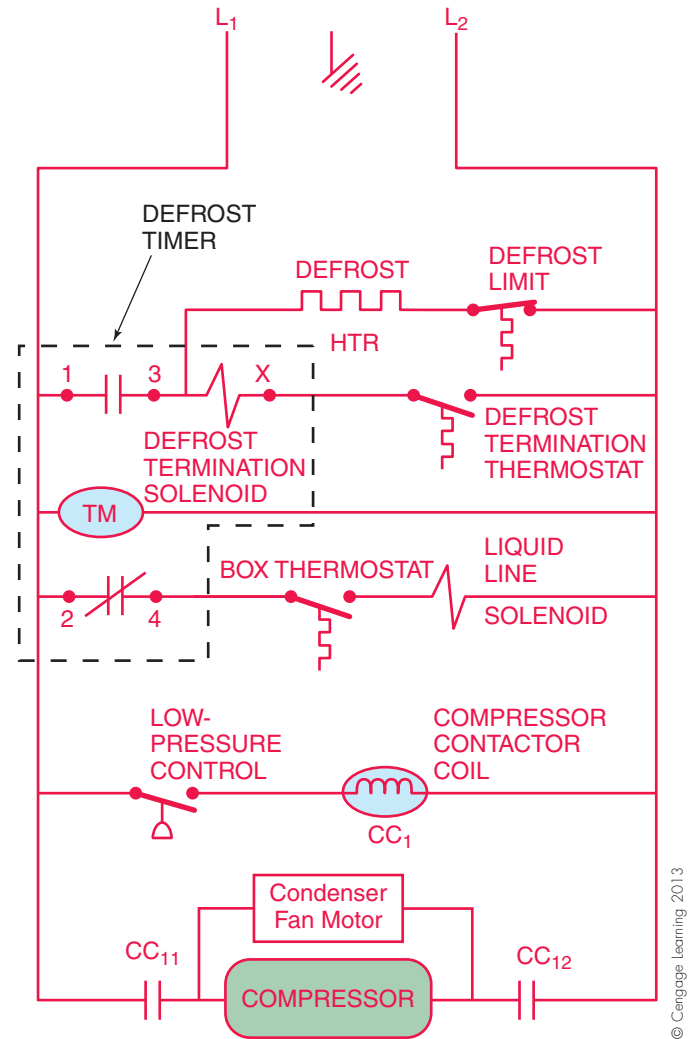 L1
L2
DEFROST
TIMER
DEFROST
DEFROST
LIMIT
HTR
1
3
X
DEFROST
TERMINATION
SOLENOID
DEFROST
TERMINATION
THERMOSTAT
TM
2
4
BOX THERMOSTAT
LIQUID
LINE
SOLENOID
LOW-
PRESSURE
CONTROL
COMPRESSOR
CONTACTOR
COIL
CC1
Condenser
Fan Motor
CC11
CC12
COMPRESSOR
© Cengage Learning 2013